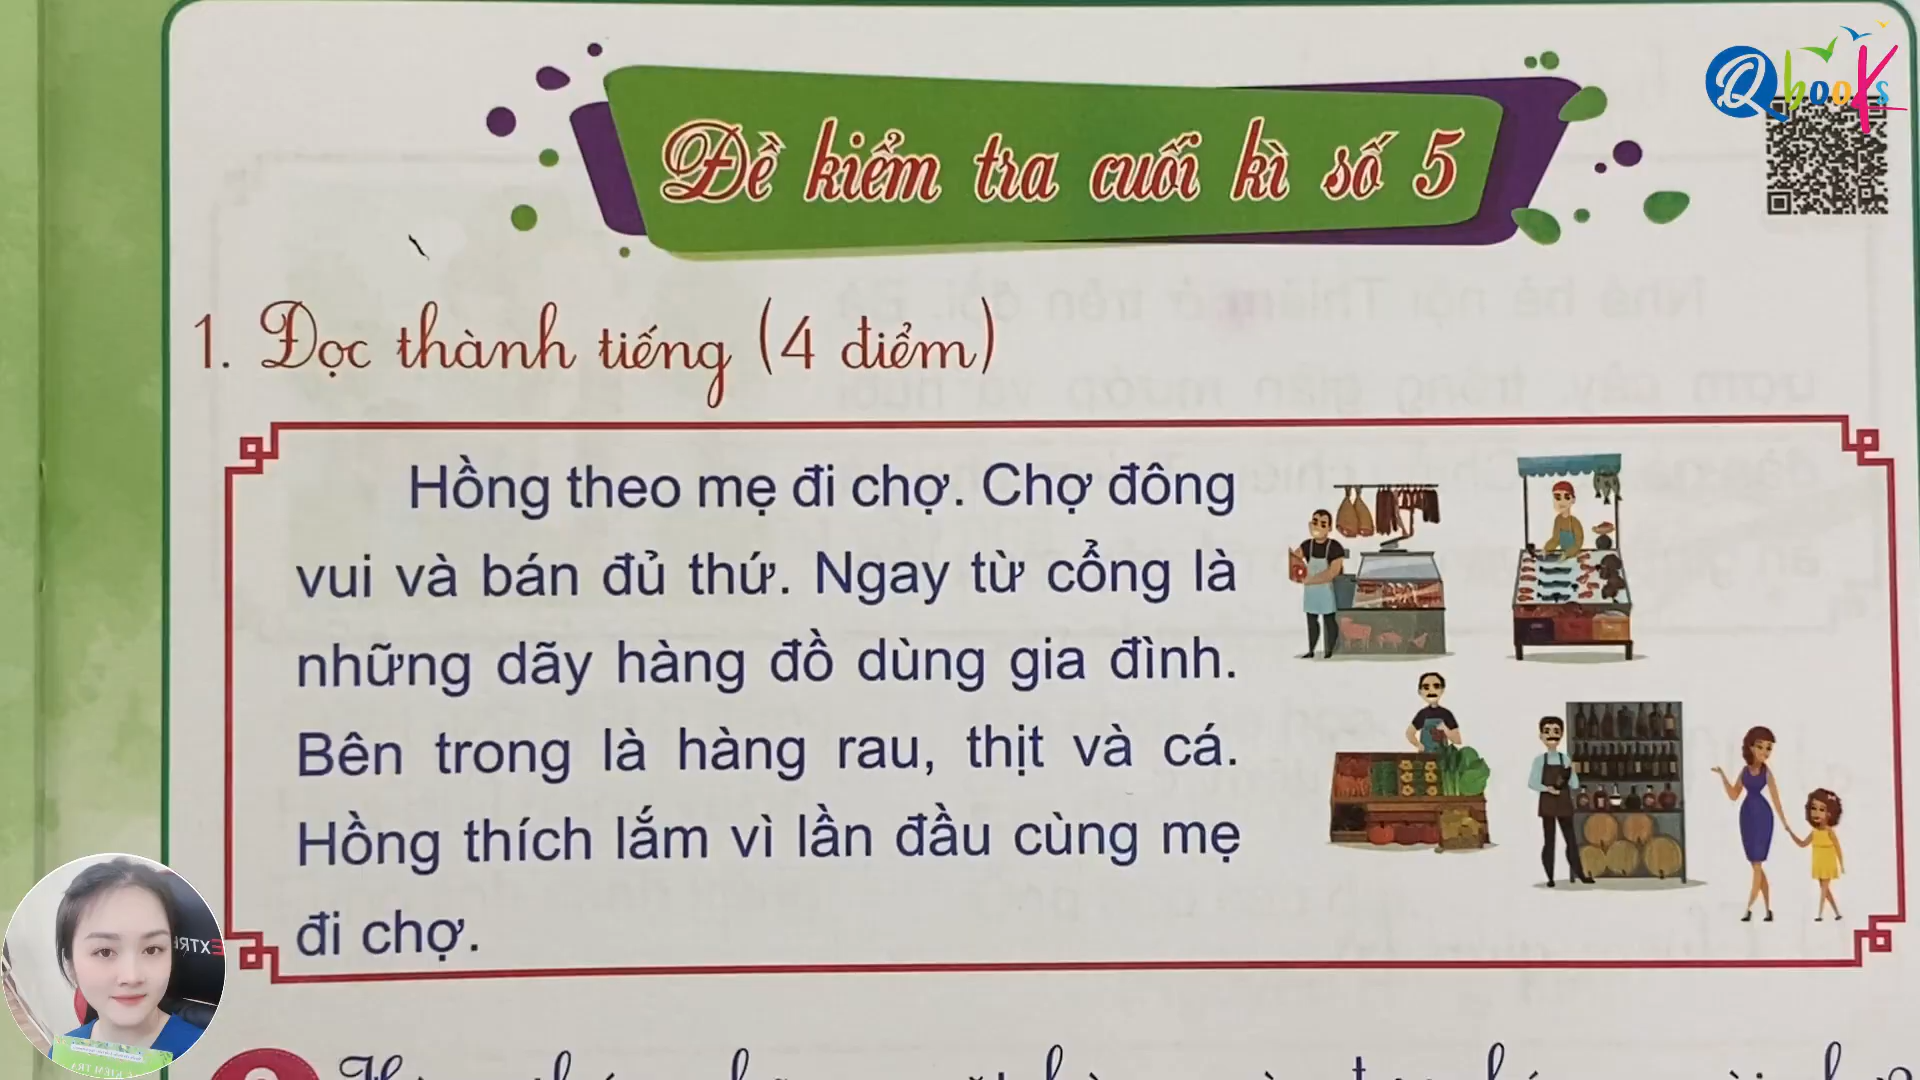 Qbooks
Đề kiểm tra cuối kì số 5
1. Đọc thành tiếng (4 điểm)
Hồng theo mẹ đi chợ. Chợ đông
vui và bán đủ thứ. Ngay từ cổng là
những dãy hàng đồ dùng gia đình.
Bên trong là hàng rau, thịt và cá.
Hồng thích lắm vì lần đầu cùng mẹ
đi chợ.